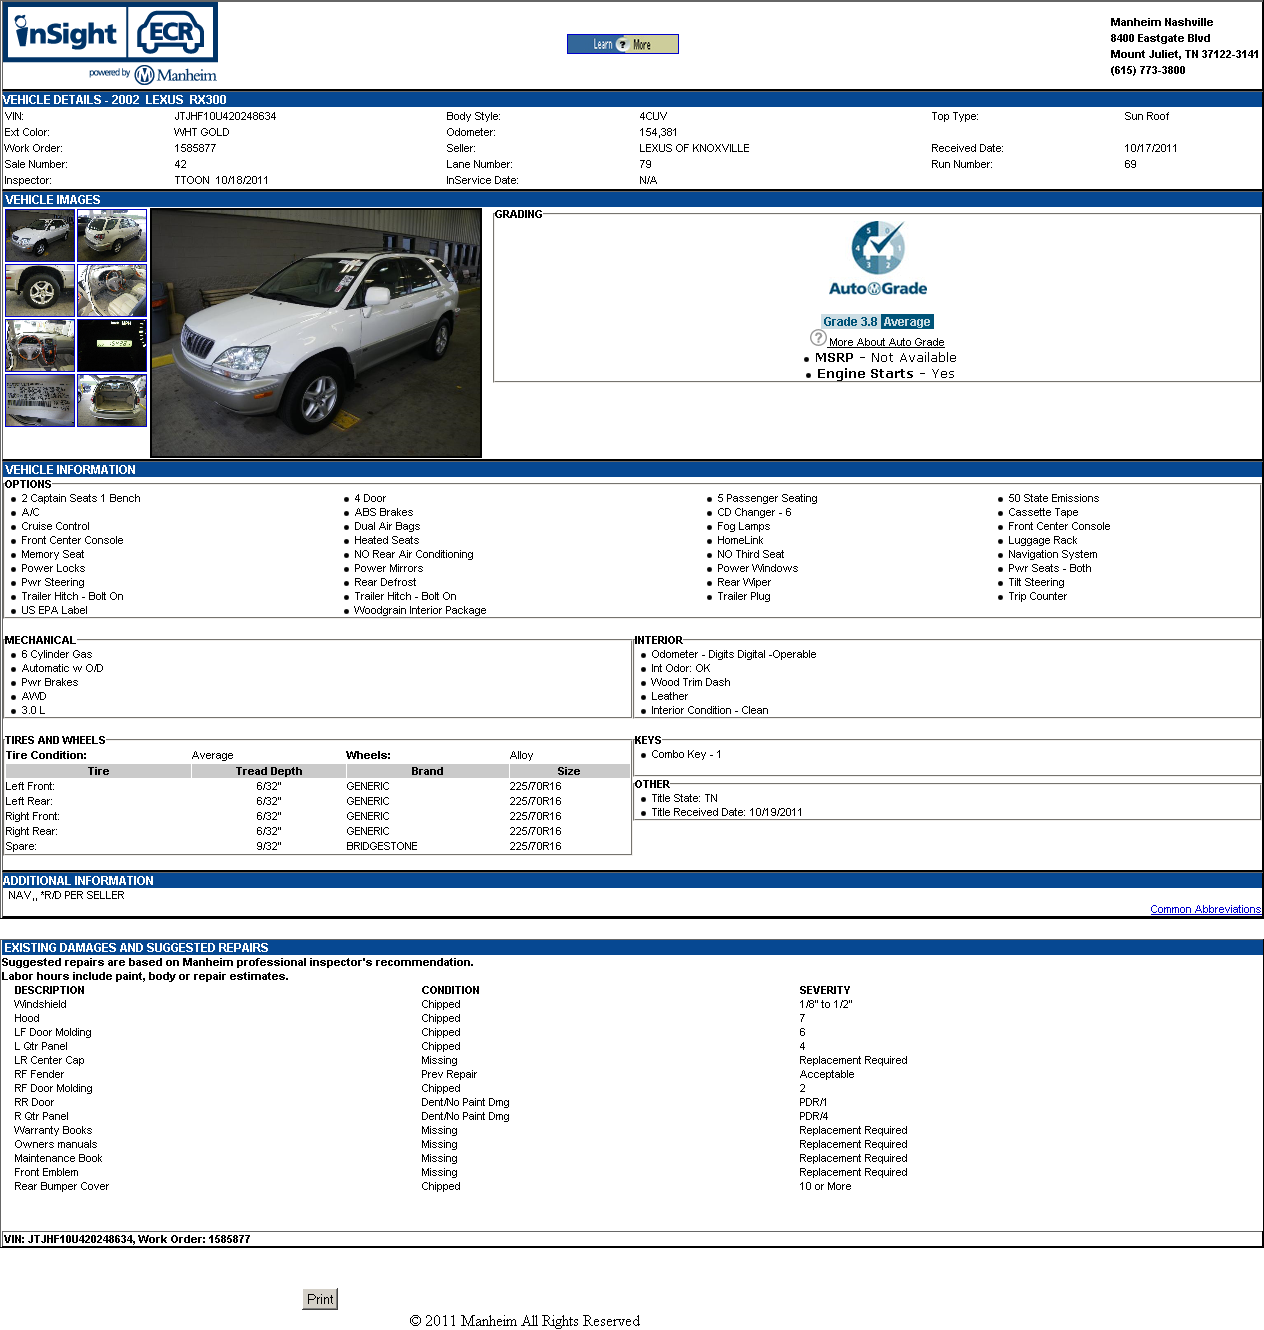 inSight ECR
powered by Manheim
Learn ? More
Manheim Nashville
8400 Eastgate Blvd
Mount Juliet, TN 37122-3141
(615) 773-3800
VEHICLE DETAILS - 2002 LEXUS RX300
VIN: JTJHF10U420248634 Body Style: 4CUV Top Type: Sun Roof
Ext Color: WHT GOLD Odometer: 154,381
Work Order: 1585877 Seller: LEXUS OF KNOXVILLE Received Date: 10/17/2011
Sale Number: 42 Lane Number: 79 Run Number: 69
Inspector: TTOON 10/18/2011 InService Date: N/A
VEHICLE IMAGES
GRADING
5 0 4 1 3 2
AutoGrade
Grade 3.8 Average
? More About Auto Grade
• MSRP - Not Available
• Engine Starts - Yes
VEHICLE INFORMATION
OPTIONS
• 2 Captain Seats 1 Bench • 4 Door • 5 Passenger Seating • 50 State Emissions
• A/C • ABS Brakes • CD Changer - 6 • Cassette Tape
• Cruise Control • Dual Air Bags • Fog Lamps • Front Center Console
• Front Center Console • Heated Seats • HomeLink • Luggage Rack
• Memory Seat • NO Rear Air Conditioning • NO Third Seat • Navigation System
• Power Locks • Power Mirrors • Power Windows • Pwr Seats - Both
• Pwr Steering • Rear Defrost • Rear Wiper • Tilt Steering
• Trailer Hitch - Bolt On • Trailer Hitch - Bolt On • Trailer Plug • Trip Counter
• US EPA Label • Woodgrain Interior Package
MECHANICAL
• 6 Cylinder Gas
• Automatic w O/D
• Pwr Brakes
• AWD
• 3.0 L
INTERIOR
• Odometer - Digits Digital -Operable
• Int Odor: OK
• Wood Trim Dash
• Leather
• Interior Condition - Clean
TIRES AND WHEELS
Tire Condition: Average Wheels: Alloy
Tire Tread Depth Brand Size
Left Front: 6/32" GENERIC 225/70R16
Left Rear: 6/32" GENERIC 225/70R16
Right Front: 6/32" GENERIC 225/70R16
Right Rear: 6/32" GENERIC 225/70R16
Spare: 9/32" BRIDGESTONE 225/70R16
KEYS
• Combo Key - 1
OTHER
• Title State: TN
• Title Received Date: 10/19/2011
ADDITIONAL INFORMATION
NAV,, *R/D PER SELLER
Common Abbreviations
EXISTING DAMAGES AND SUGGESTED REPAIRS
Suggested repairs are based on Manheim professional inspector's recommendation.
Labor hours include paint, body or repair estimates.
DESCRIPTION CONDITION SEVERITY
Windshield Chipped 1/8" to 1/2"
Hood Chipped 7
LF Door Molding Chipped 6
L Qtr Panel Chipped 4
LR Center Cap Missing Replacement Required
RF Fender Prev Repair Acceptable
RF Door Molding Chipped 2
RR Door Dent/No Paint Dmg PDR/1
R Qtr Panel Dent/No Paint Dmg PDR/4
Warranty Books Missing Replacement Required
Owners manuals Missing Replacement Required
Maintenance Book Missing Replacement Required
Front Emblem Missing Replacement Required
Rear Bumper Cover Chipped 10 or More
VIN: JTJHF10U420248634, Work Order: 1585877
Print
© 2011 Manheim All Rights Reserved